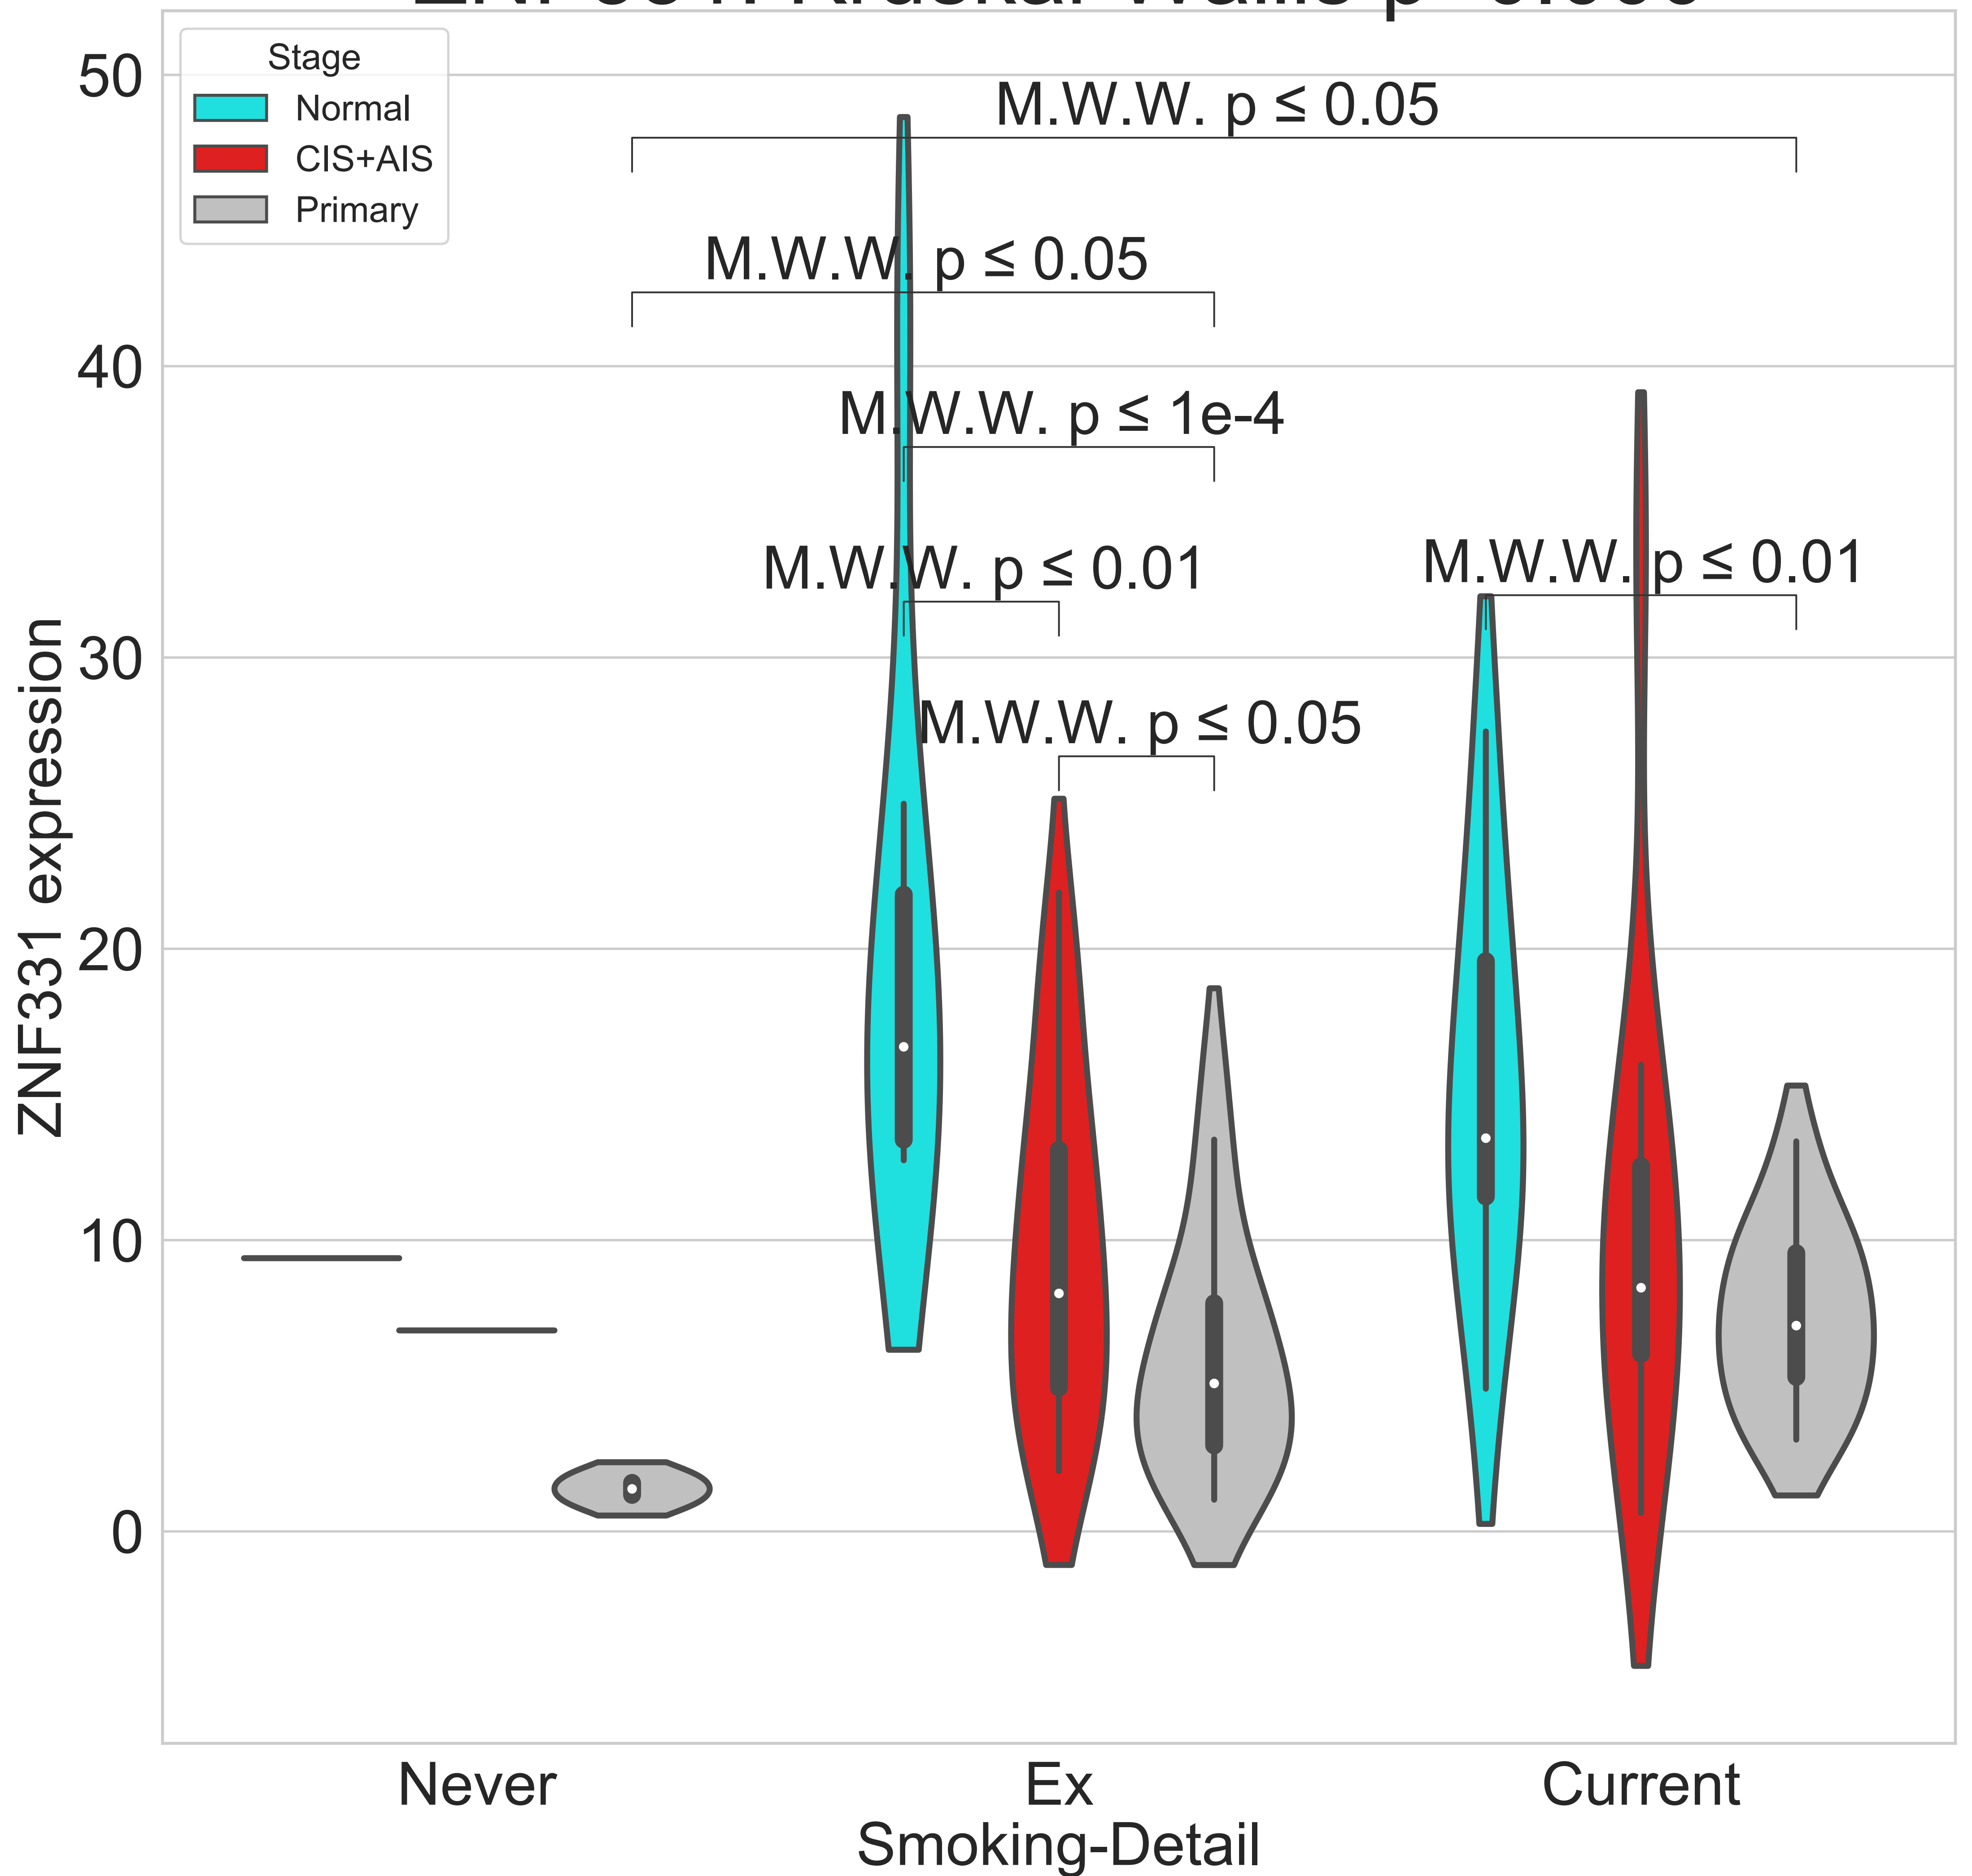 Stage
Normal
CIS+AIS
Primary
M.W.W. p ≤ 0.05
M.W.W. p ≤ 0.05
M.W.W. p ≤ 1e-4
M.W.W. p ≤ 0.01
M.W.W. p ≤ 0.01
M.W.W. p ≤ 0.05
50
40
30
20
10
0
ZNF331 expression
Never
Ex
Current
Smoking-Detail